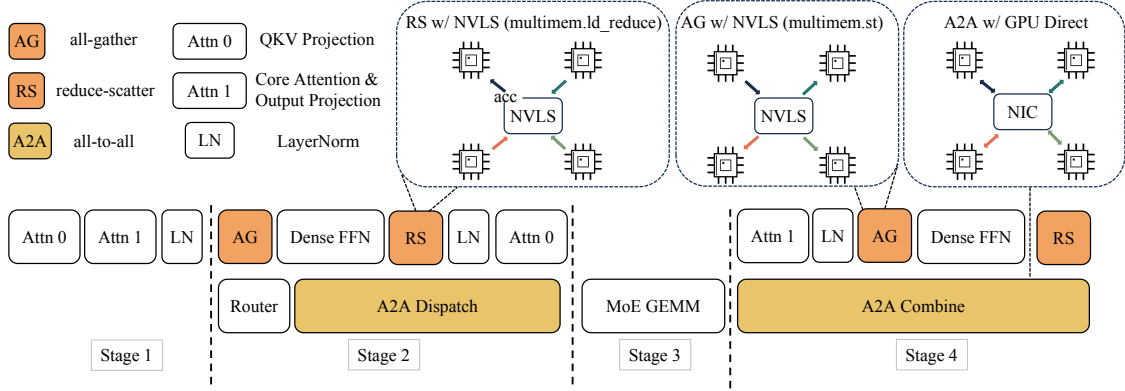 AG all-gather Attn 0 QKV Projection
RS reduce-scatter Attn 1 Core Attention &
Output Projection
A2A all-to-all LN LayerNorm
RS w/ NVLS (multimem.ld_reduce)
acc
NVLS
AG w/ NVLS (multimem.st)
NVLS
A2A w/ GPU Direct
NIC
Attn 0 Attn 1 LN AG Dense FFN RS LN Attn 0 Attn 1 LN AG Dense FFN RS
Router A2A Dispatch MoE GEMM A2A Combine
Stage 1 Stage 2 Stage 3 Stage 4